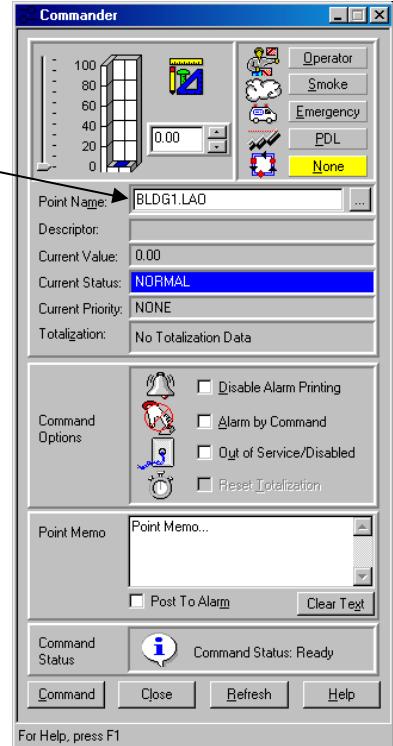 Commander
100
80
60
40
20
0
0.00
Operator
Smoke
Emergency
PDL
None
Point Name: BLDG1.LAO ...
Descriptor:
Current Value: 0.00
Current Status: NORMAL
Current Priority: NONE
Totalization: No Totalization Data
Command Options
Disable Alarm Printing
Alarm by Command
Out of Service/Disabled
Reset Totalization
Point Memo
Point Memo...
Post To Alarm
Clear Text
Command Status
Command Status: Ready
Command Close Refresh Help
For Help, press F1